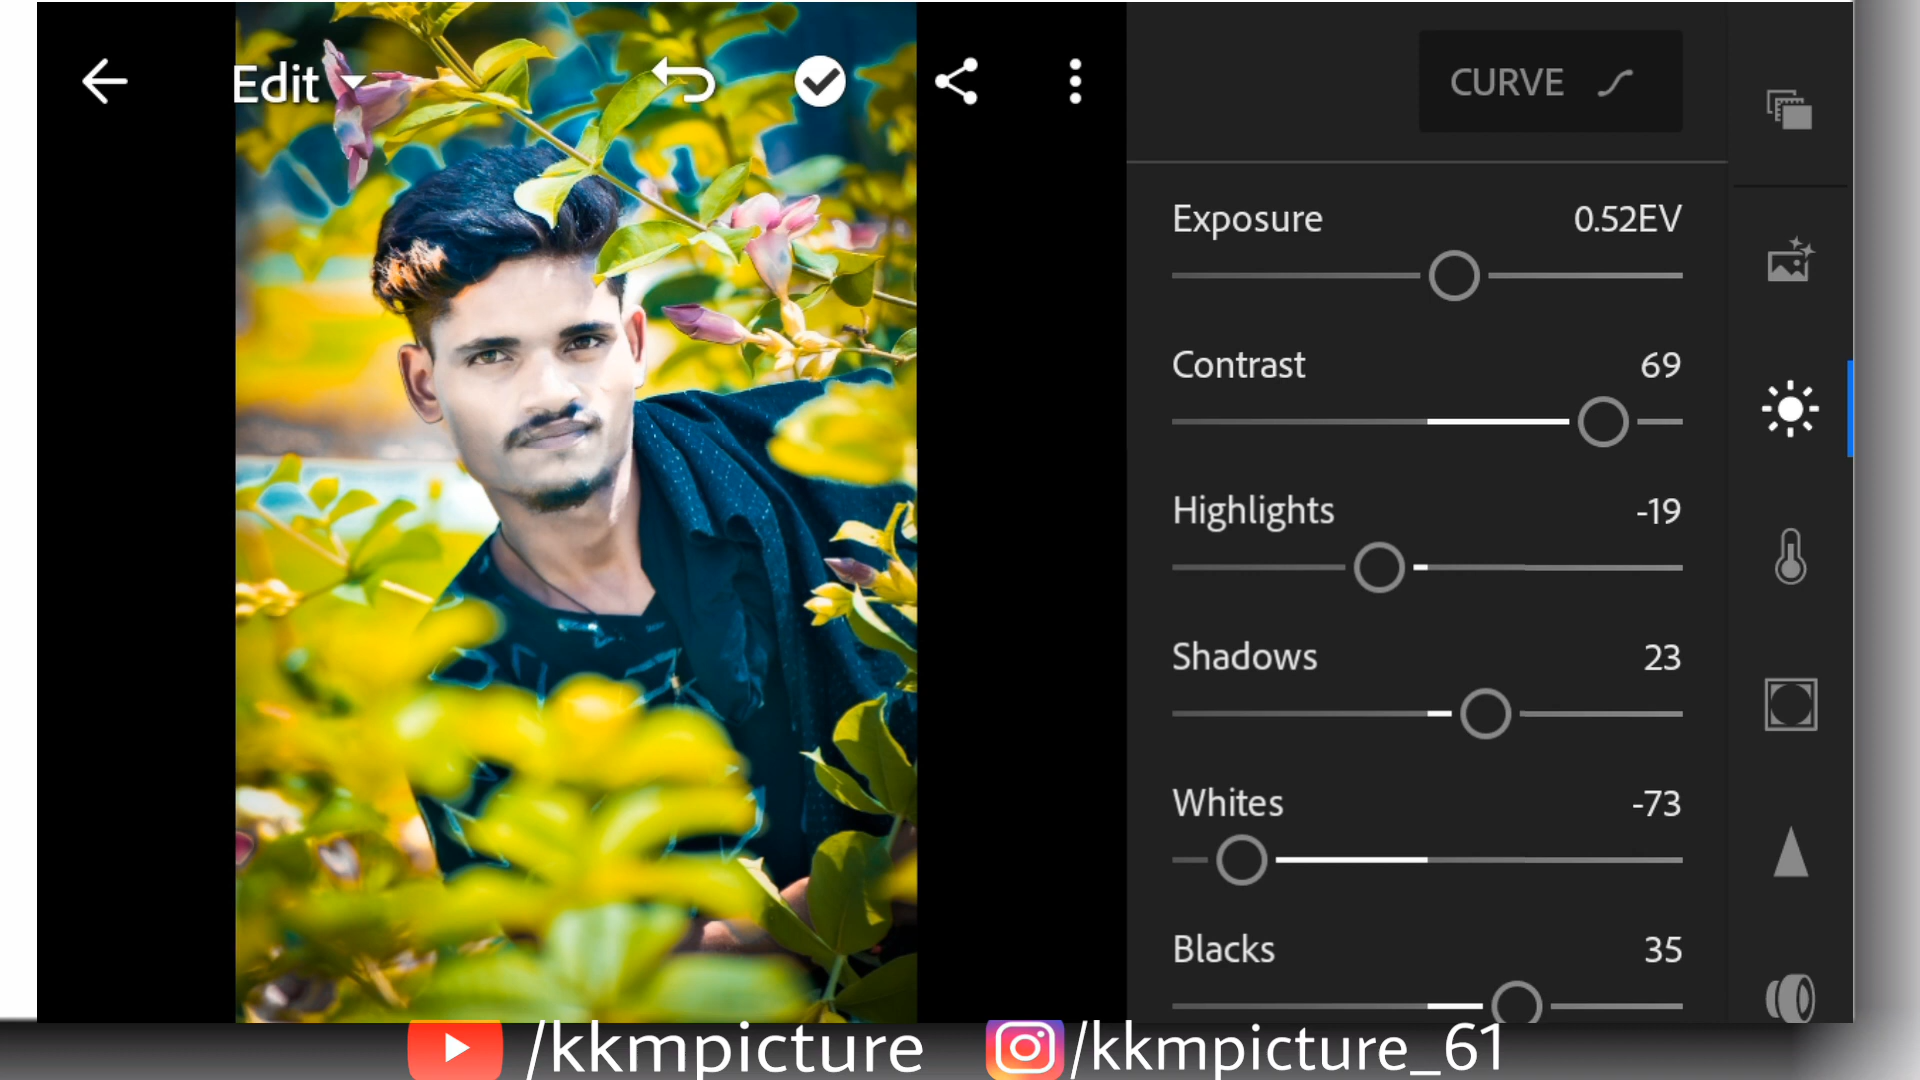 Edit
CURVE
Exposure 0.52EV
Contrast 69
Highlights -19
Shadows 23
Whites -73
Blacks 35
/kkmpicture /kkmpicture_61